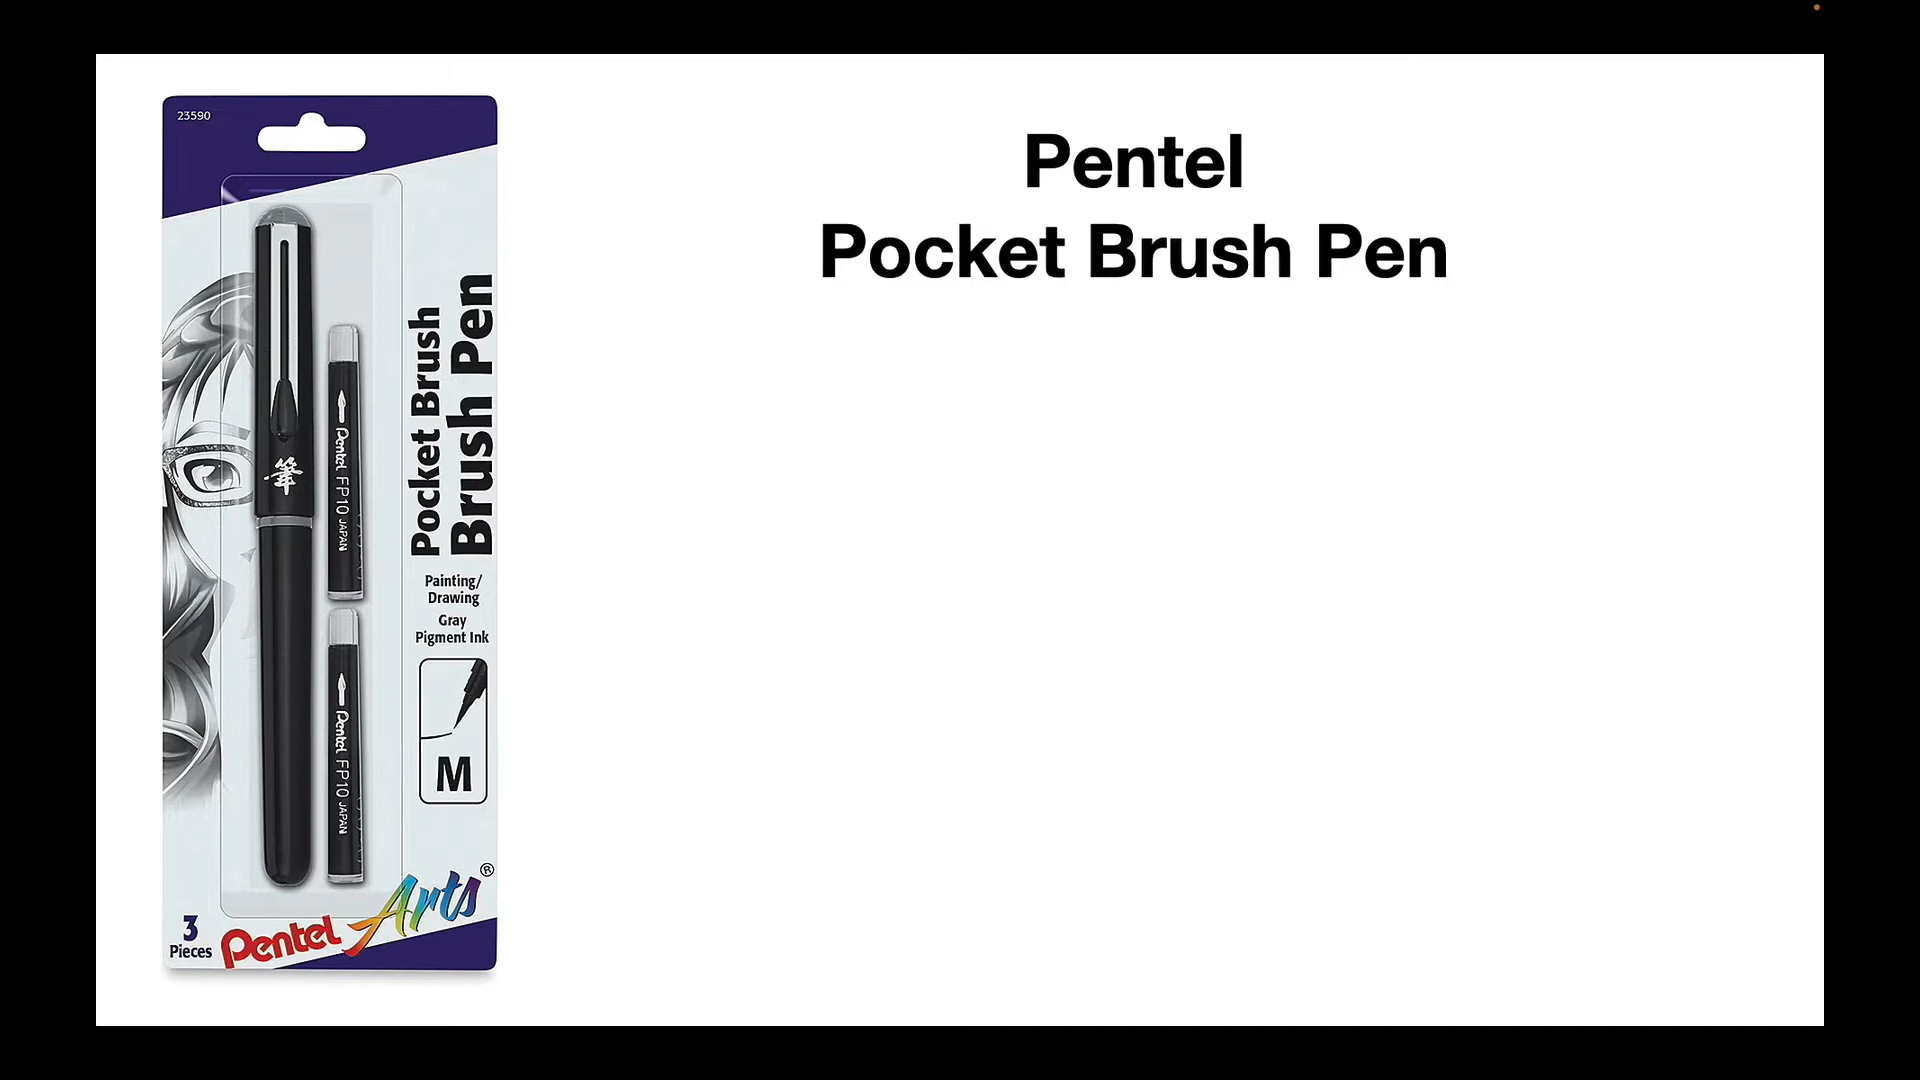 Pentel
Pocket Brush Pen
23590
Pocket Brush
Brush Pen
Painting/
Drawing
Gray
Pigment Ink
M
筆
Pentel FP10 JAPAN
Pentel FP10 JAPAN
3
Pieces
Pentel Arts®